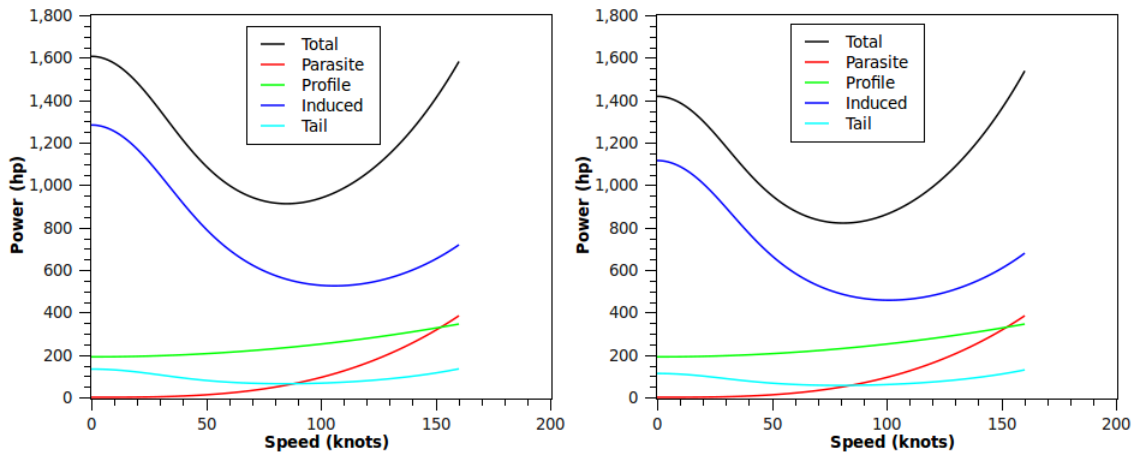 1,800
1,600
1,400
1,200
1,000
800
600
400
200
0
Power (hp)
Total
Parasite
Profile
Induced
Tail
0 50 100 150 200
Speed (knots)
1,800
1,600
1,400
1,200
1,000
800
600
400
200
0
Power (hp)
Total
Parasite
Profile
Induced
Tail
0 50 100 150 200
Speed (knots)